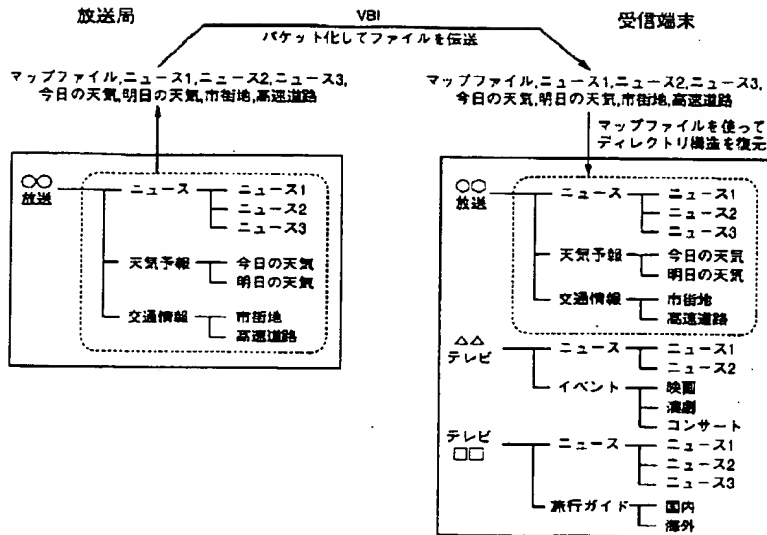 放送局
VBI
受信端末
パケット化してファイルを伝送
マップファイル,ニュース1,ニュース2,ニュース3,
今日の天気,明日の天気,市街地,高速道路
マップファイル,ニュース1,ニュース2,ニュース3,
今日の天気,明日の天気,市街地,高速道路
マップファイルを使って
ディレクトリ構造を復元
○○
放送
ニュース
ニュース1
ニュース2
ニュース3
天気予報
今日の天気
明日の天気
交通情報
市街地
高速道路
○○
放送
ニュース
ニュース1
ニュース2
ニュース3
天気予報
今日の天気
明日の天気
交通情報
市街地
高速道路
△△
テレビ
ニュース
ニュース1
ニュース2
イベント
映画
演劇
コンサート
テレビ
□□
ニュース
ニュース1
ニュース2
ニュース3
旅行ガイド
国内
海外